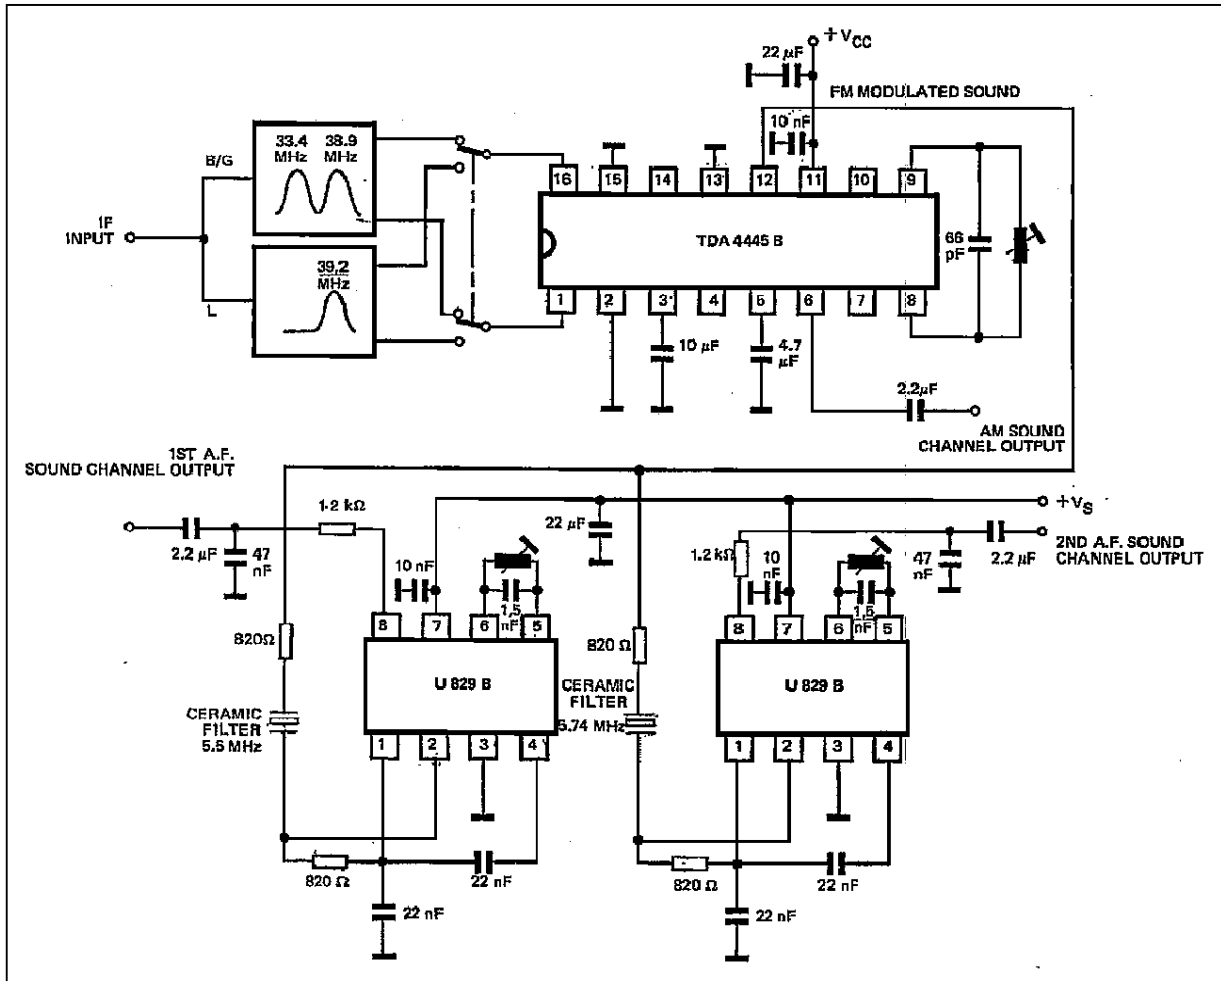 +VCC
22 µF
FM MODULATED SOUND
10 nF
33.4 MHz
38.9 MHz
B/G
IF INPUT
39.2 MHz
L
16
15
14
13
12
11
10
9
TDA 4445 B
66 pF
1
2
3
4
5
6
7
8
10 µF
4.7 µF
2.2µF
AM SOUND CHANNEL OUTPUT
1ST A.F. SOUND CHANNEL OUTPUT
1·2 kΩ
2.2 µF
47 nF
10 nF
22 µF
+VS
1.2 kΩ
10 nF
47 nF
2.2 µF
2ND A.F. SOUND CHANNEL OUTPUT
1,5 nF
1,5 nF
8
7
6
5
8
7
6
5
820Ω
U 829 B
820 Ω
U 829 B
CERAMIC FILTER 5.5 MHz
CERAMIC FILTER 5.74 MHz
1
2
3
4
1
2
3
4
820 Ω
22 nF
820 Ω
22 nF
22 nF
22 nF